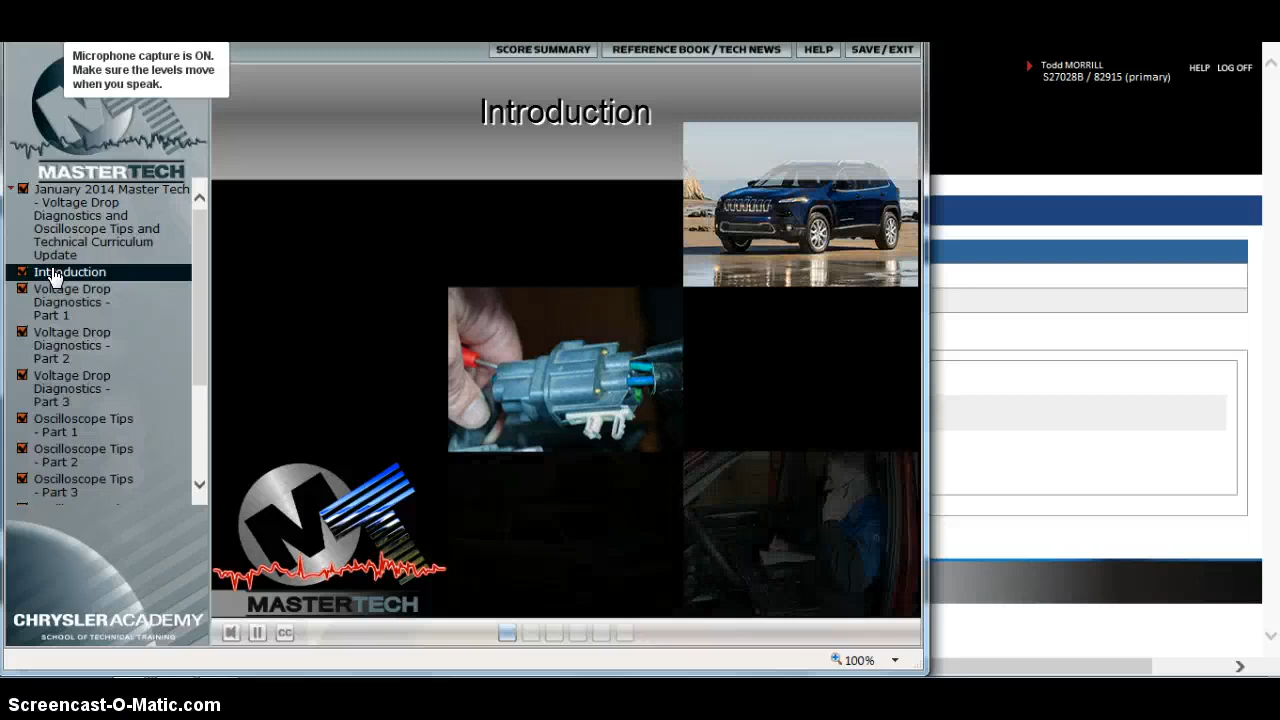 Microphone capture is ON.
Make sure the levels move
when you speak.
SCORE SUMMARY
REFERENCE BOOK / TECH NEWS
HELP
SAVE / EXIT
Todd MORRILL
S27028B / 82915 (primary)
HELP
LOG OFF
MASTERTECH
January 2014 Master Tech
- Voltage Drop
Diagnostics and
Oscilloscope Tips and
Technical Curriculum
Update
Introduction
Voltage Drop
Diagnostics -
Part 1
Voltage Drop
Diagnostics -
Part 2
Voltage Drop
Diagnostics -
Part 3
Oscilloscope Tips
- Part 1
Oscilloscope Tips
- Part 2
Oscilloscope Tips
- Part 3
CHRYSLERACADEMY
SCHOOL OF TECHNICAL TRAINING
Introduction
MASTERTECH
CC
100%
Screencast-O-Matic.com